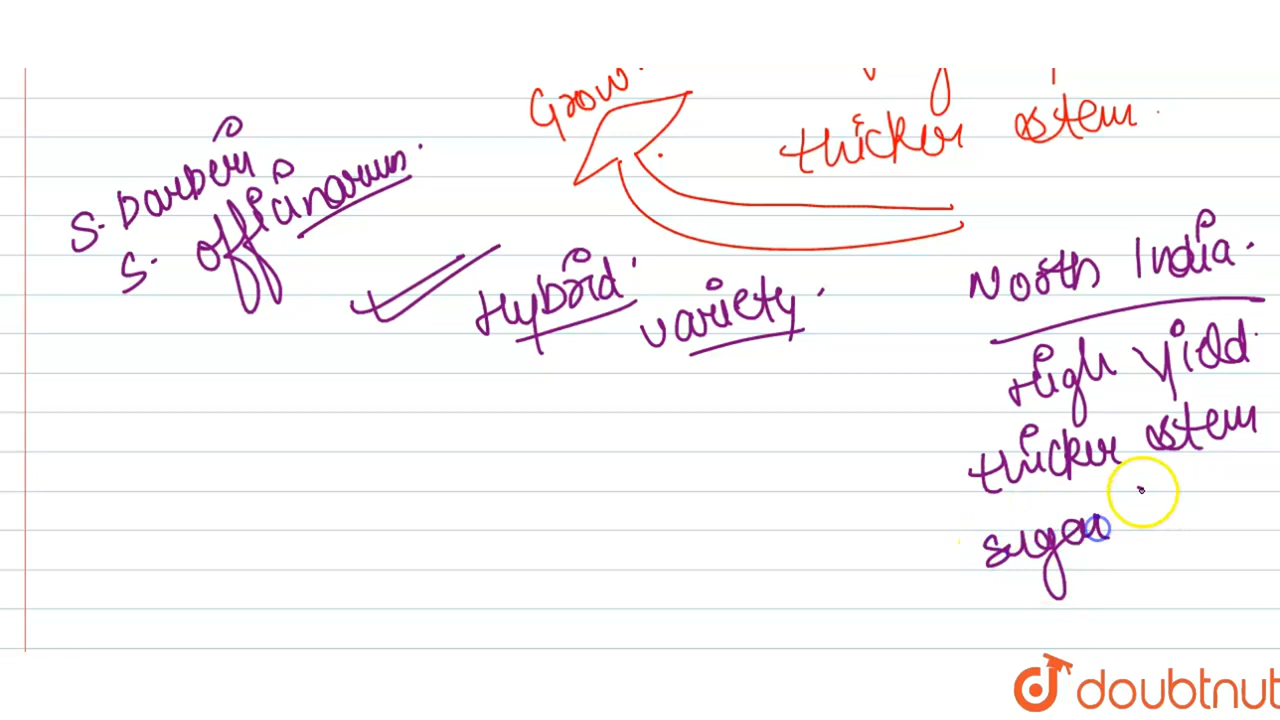 Grow.
thicker stem.
S. barberi
S. officinarum.
Hybrid variety.
North India.
High yield
thicker stem
sugar
doubtnut